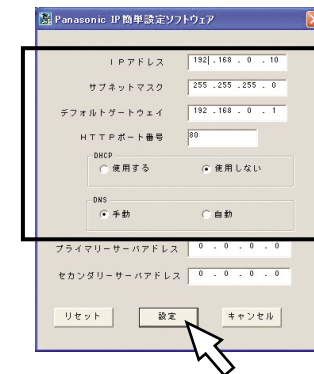 Panasonic IP簡単設定ソフトウェア
IPアドレス 192.168.0.10
サブネットマスク 255.255.255.0
デフォルトゲートウェイ 192.168.0.1
HTTPポート番号 80
DHCP
使用する 使用しない
DNS
手動 自動
プライマリーサーバアドレス 0.0.0.0
セカンダリーサーバアドレス 0.0.0.0
リセット 設定 キャンセル